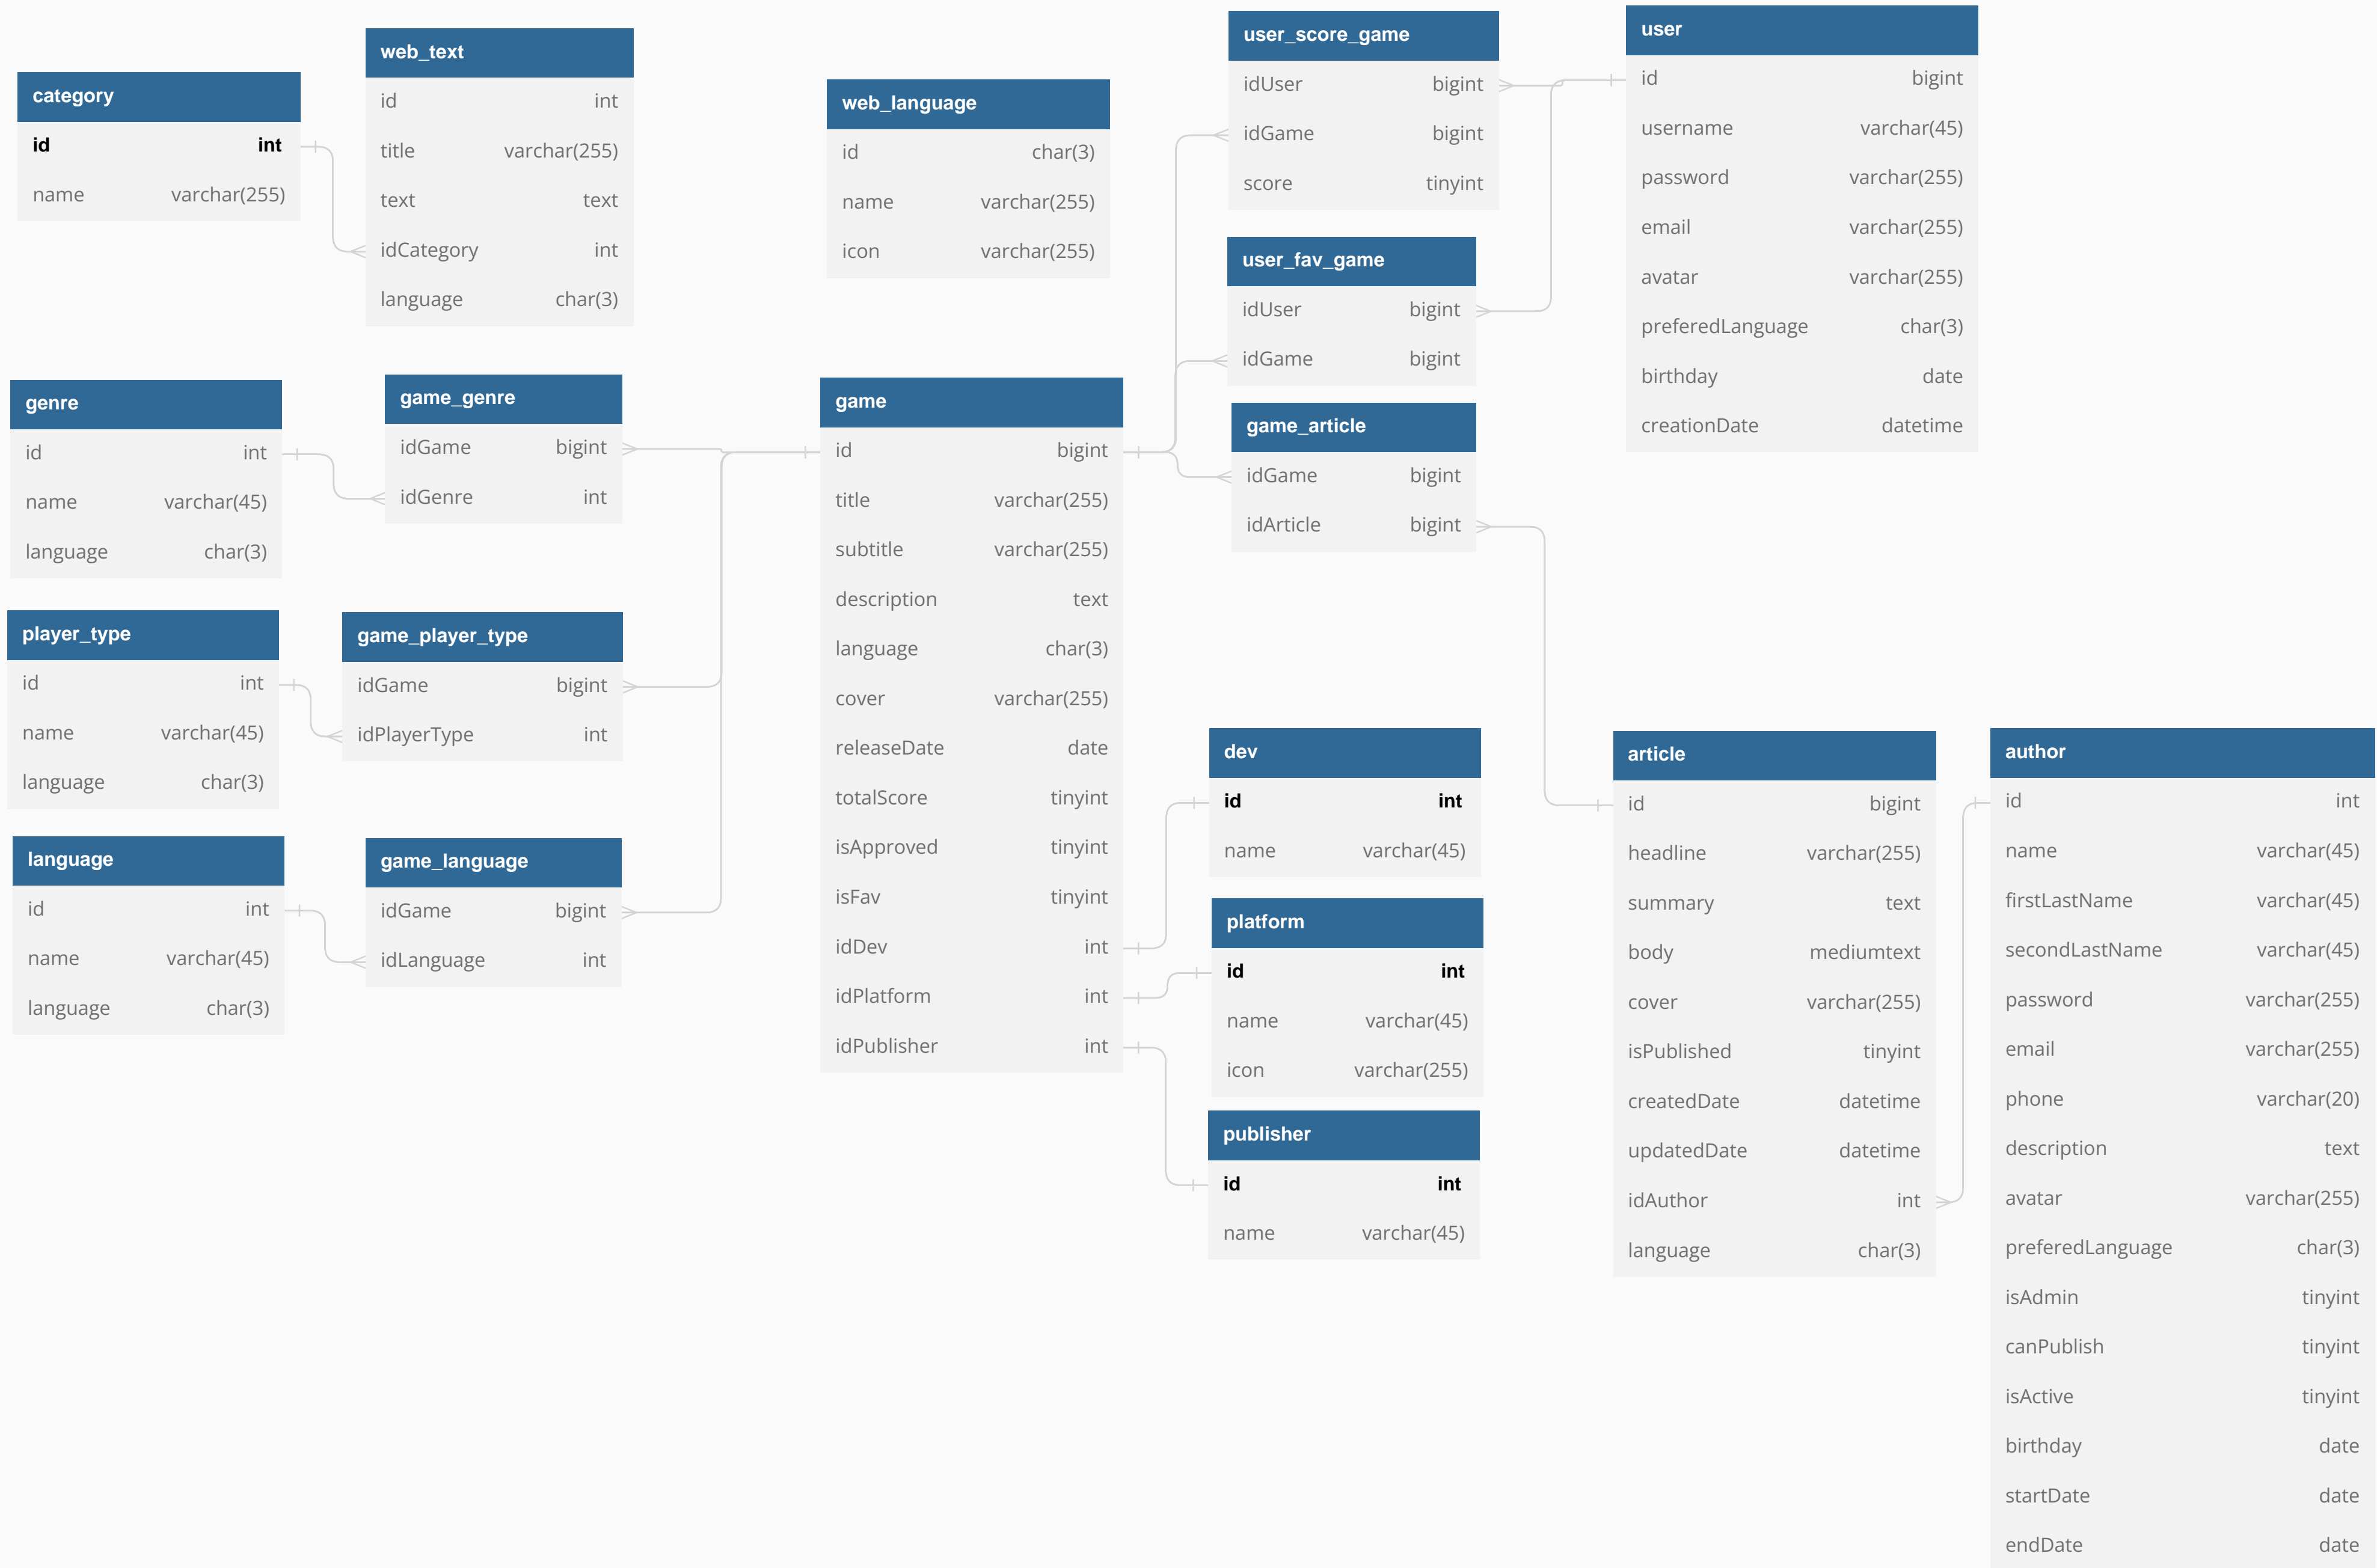 category
id int
name varchar(255)
web_text
id int
title varchar(255)
text text
idCategory int
language char(3)
web_language
id char(3)
name varchar(255)
icon varchar(255)
user_score_game
idUser bigint
idGame bigint
score tinyint
user
id bigint
username varchar(45)
password varchar(255)
email varchar(255)
avatar varchar(255)
preferedLanguage char(3)
birthday date
creationDate datetime
user_fav_game
idUser bigint
idGame bigint
genre
id int
name varchar(45)
language char(3)
game_genre
idGame bigint
idGenre int
game
id bigint
title varchar(255)
subtitle varchar(255)
description text
language char(3)
cover varchar(255)
releaseDate date
totalScore tinyint
isApproved tinyint
isFav tinyint
idDev int
idPlatform int
idPublisher int
game_article
idGame bigint
idArticle bigint
player_type
id int
name varchar(45)
language char(3)
game_player_type
idGame bigint
idPlayerType int
language
id int
name varchar(45)
language char(3)
game_language
idGame bigint
idLanguage int
dev
id int
name varchar(45)
platform
id int
name varchar(45)
icon varchar(255)
publisher
id int
name varchar(45)
article
id bigint
headline varchar(255)
summary text
body mediumtext
cover varchar(255)
isPublished tinyint
createdDate datetime
updatedDate datetime
idAuthor int
language char(3)
author
id int
name varchar(45)
firstLastName varchar(45)
secondLastName varchar(45)
password varchar(255)
email varchar(255)
phone varchar(20)
description text
avatar varchar(255)
preferedLanguage char(3)
isAdmin tinyint
canPublish tinyint
isActive tinyint
birthday date
startDate date
endDate date